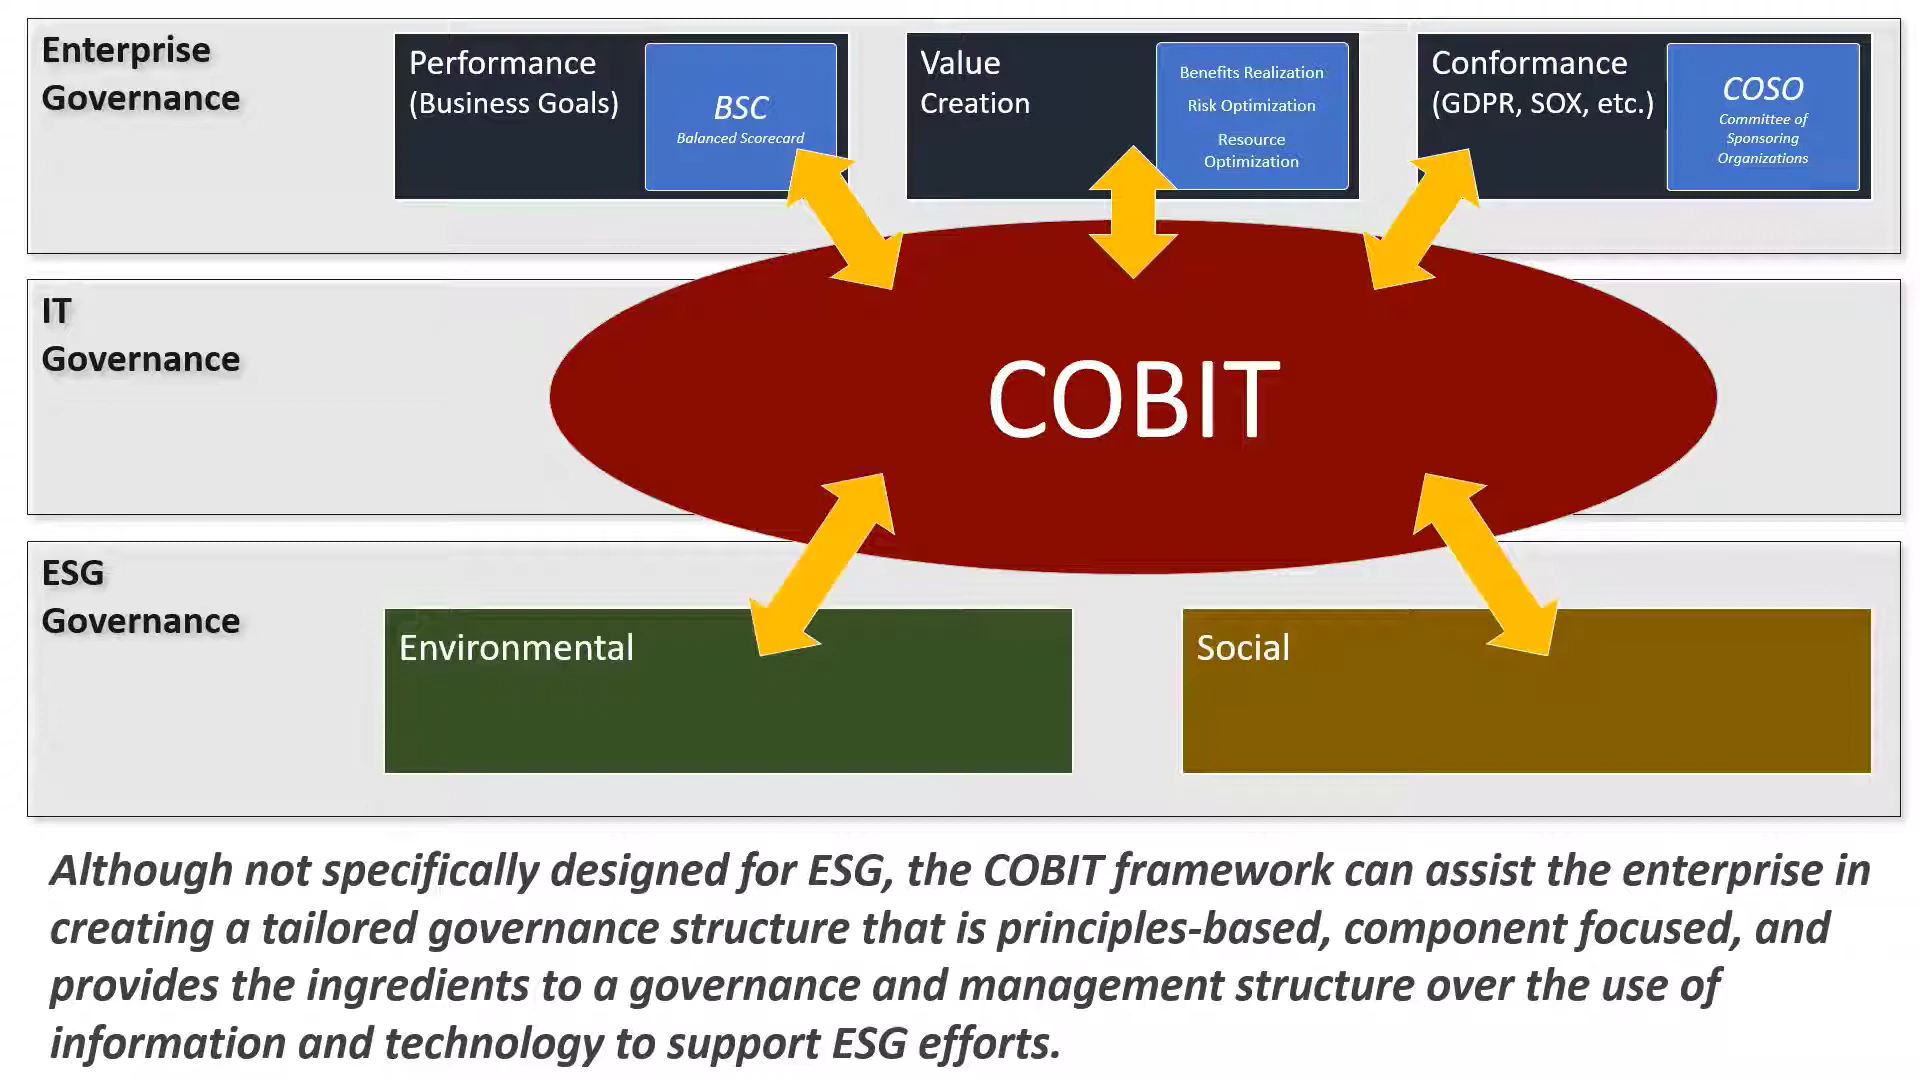 Enterprise
Governance
Performance
(Business Goals)
BSC
Balanced Scorecard
Value
Creation
Benefits Realization
Risk Optimization
Resource
Optimization
Conformance
(GDPR, SOX, etc.)
COSO
Committee of
Sponsoring
Organizations
IT
Governance
COBIT
ESG
Governance
Environmental
Social
Although not specifically designed for ESG, the COBIT framework can assist the enterprise in
creating a tailored governance structure that is principles-based, component focused, and
provides the ingredients to a governance and management structure over the use of
information and technology to support ESG efforts.